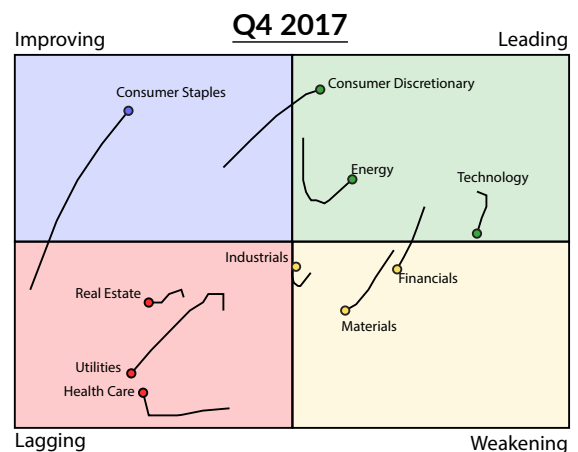 Q4 2017
Improving
Leading
Consumer Staples
Consumer Discretionary
Energy
Technology
Industrials
Financials
Real Estate
Materials
Utilities
Health Care
Lagging
Weakening